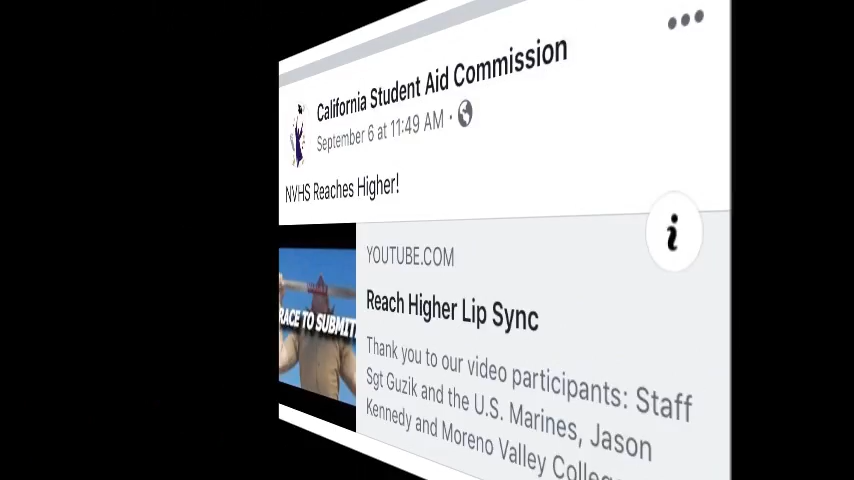 California Student Aid Commission
September 6 at 11:49 AM ·
NVHS Reaches Higher!
i
YOUTUBE.COM
Reach Higher Lip Sync
RACE TO SUBMIT
Thank you to our video participants: Staff
Sgt Guzik and the U.S. Marines, Jason
Kennedy and Moreno Valley College